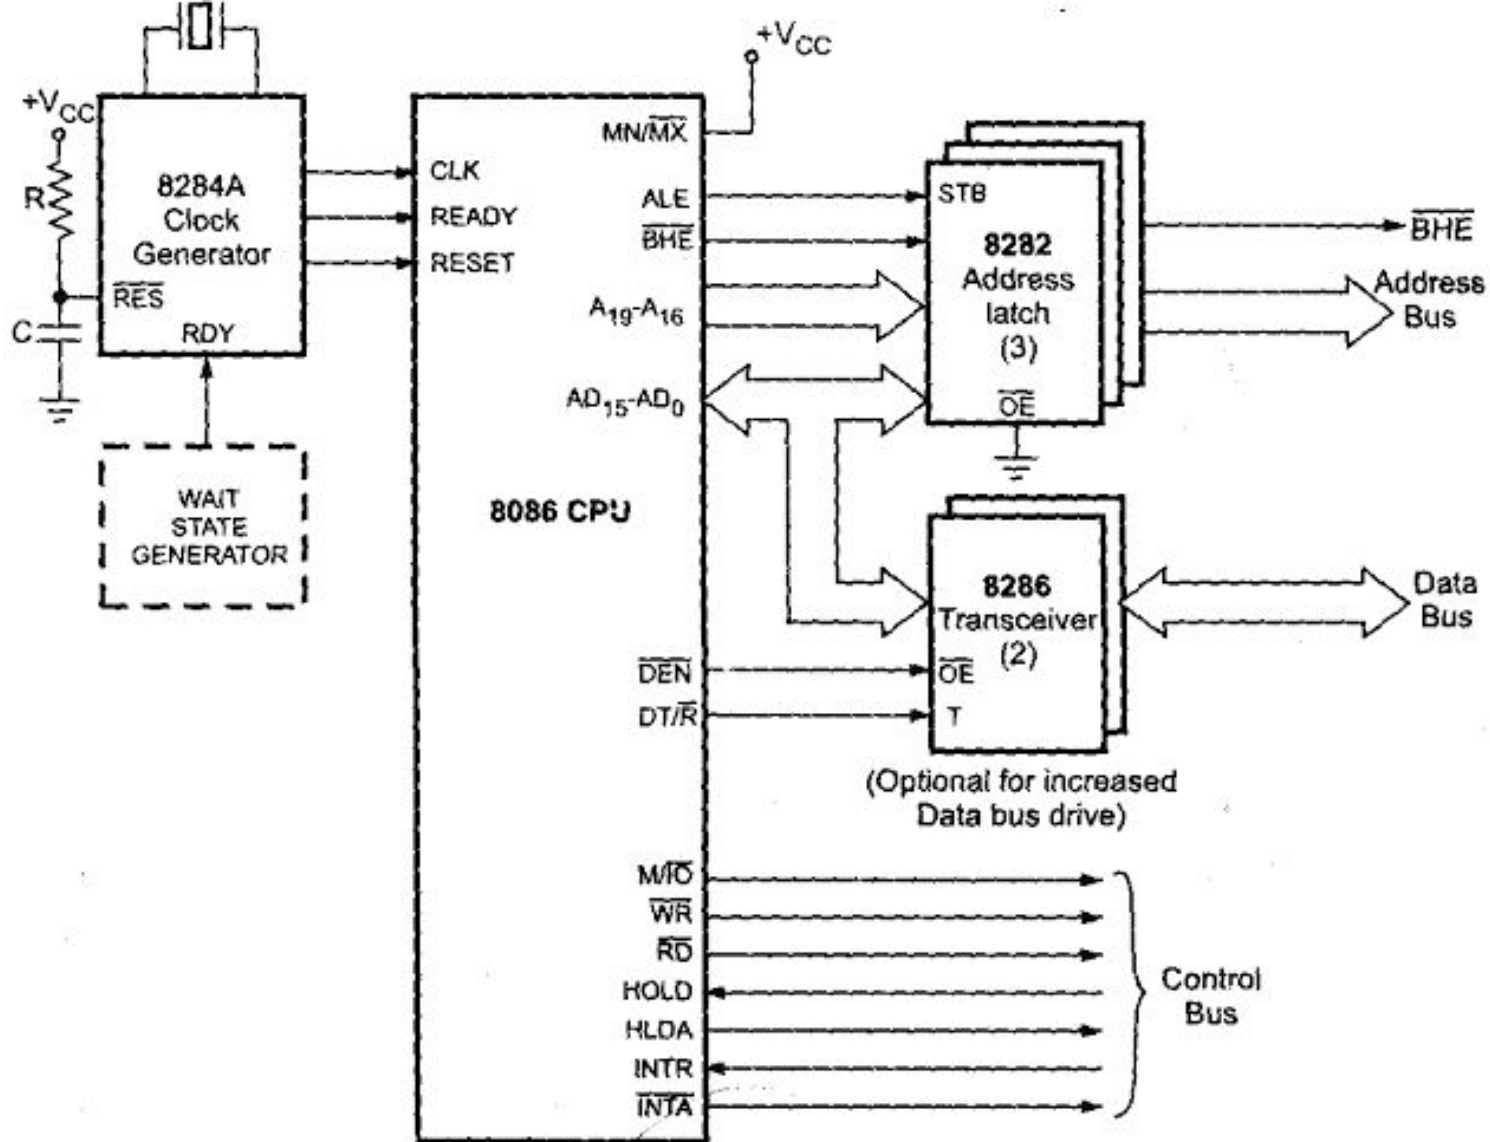 +VCC
R
C
8284A
Clock
Generator
RES
RDY
WAIT
STATE
GENERATOR
CLK
READY
RESET
8086 CPU
+VCC
MN/MX
ALE
BHE
A19-A16
AD15-AD0
DEN
DT/R
M/IO
WR
RD
HOLD
HLDA
INTR
INTA
STB
8282
Address
latch
(3)
OE
8286
Transceiver
(2)
OE
T
(Optional for increased
Data bus drive)
BHE
Address
Bus
Data
Bus
Control
Bus